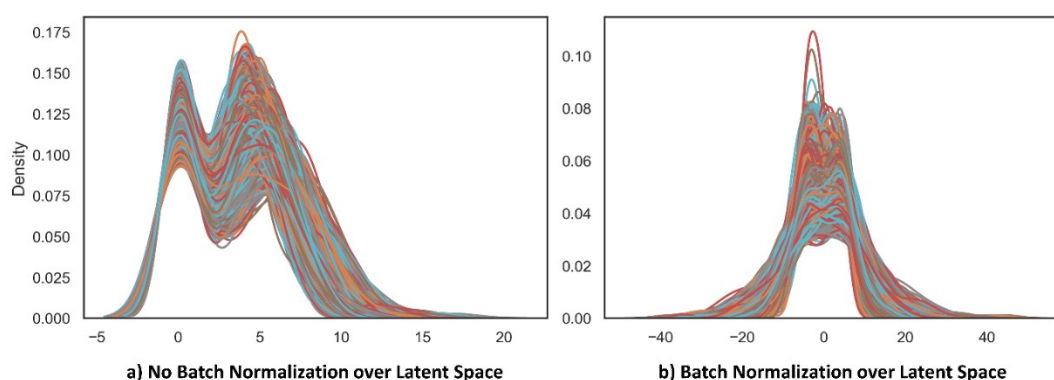 0.175
0.150
0.125
0.100
0.075
0.050
0.025
0.000
Density
−5 0 5 10 15 20
a) No Batch Normalization over Latent Space
0.10
0.08
0.06
0.04
0.02
0.00
−40 −20 0 20 40
b) Batch Normalization over Latent Space